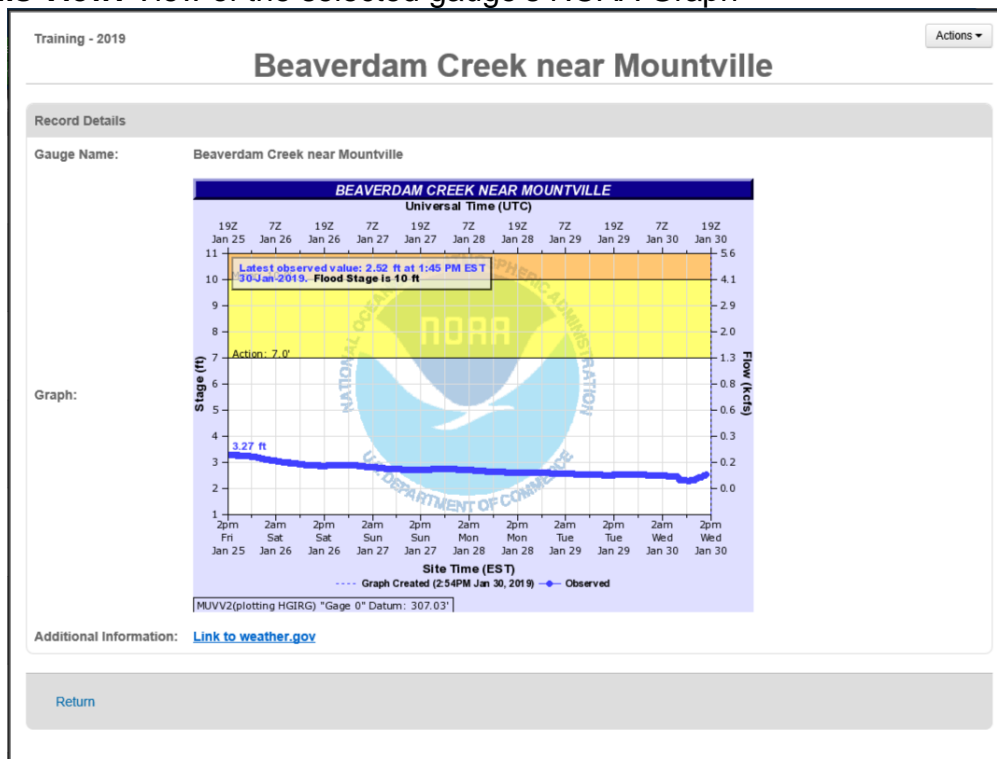 View of the selected gauge's NOAA Graph
Training - 2019
Actions
Beaverdam Creek near Mountville
Record Details
Gauge Name: Beaverdam Creek near Mountville
Graph:
BEAVERDAM CREEK NEAR MOUNTVILLE
Universal Time (UTC)
19Z 7Z 19Z 7Z 19Z 7Z 19Z 7Z 19Z 7Z 19Z
Jan 25 Jan 26 Jan 26 Jan 27 Jan 27 Jan 28 Jan 28 Jan 29 Jan 29 Jan 30 Jan 30
Latest observed value: 2.52 ft at 1:45 PM EST
30-Jan-2019. Flood Stage is 10 ft
Action: 7.0'
3.27 ft
Stage (ft)
11
10
9
8
7
6
5
4
3
2
1
Flow (kcfs)
5.6
4.1
2.9
2.0
1.3
0.8
0.6
0.3
0.2
0.0
NOAA
NATIONAL OCEANIC AND ATMOSPHERIC ADMINISTRATION
U.S. DEPARTMENT OF COMMERCE
2pm 2am 2pm 2am 2pm 2am 2pm 2am 2pm 2am 2pm
Fri Sat Sat Sun Sun Mon Mon Tue Tue Wed Wed
Jan 25 Jan 26 Jan 26 Jan 27 Jan 27 Jan 28 Jan 28 Jan 29 Jan 29 Jan 30 Jan 30
Site Time (EST)
Graph Created (2:54PM Jan 30, 2019) Observed
MUVV2(plotting HGIRG) "Gage 0" Datum: 307.03'
Additional Information: Link to weather.gov
Return